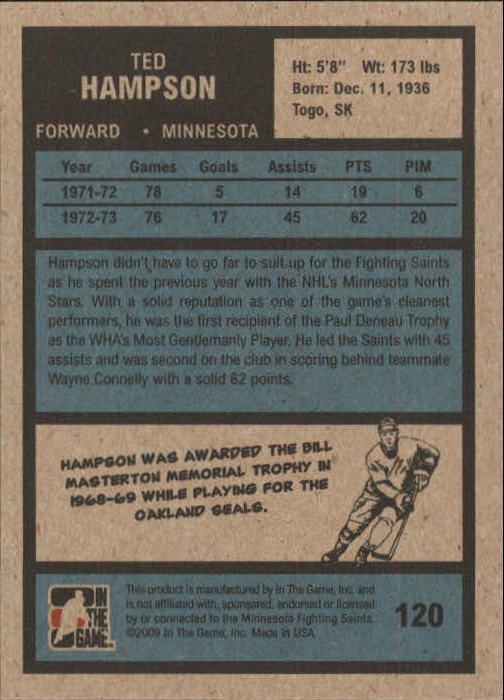 TED
HAMPSON
FORWARD • MINNESOTA
Ht: 5'8" Wt: 173 lbs
Born: Dec. 11, 1936
Togo, SK
Year Games Goals Assists PTS PIM
1971-72 78 5 14 19 6
1972-73 76 17 45 62 20
Hampson didn't have to go far to suit up for the Fighting Saints
as he spent the previous year with the NHL's Minnesota North
Stars. With a solid reputation as one of the game's cleanest
performers, he was the first recipient of the Paul Deneau Trophy
as the WHA's Most Gentlemanly Player. He led the Saints with 45
assists and was second on the club in scoring behind teammate
Wayne Connelly with a solid 62 points.
HAMPSON WAS AWARDED THE BILL
MASTERTON MEMORIAL TROPHY IN
1968-69 WHILE PLAYING FOR THE
OAKLAND SEALS.
IN
THE
GAME
This product is manufactured by In The Game, Inc. and
is not affiliated with, sponsored, endorsed or licensed
by or connected to the Minnesota Fighting Saints.
©2009 In The Game, Inc. Made in USA
120